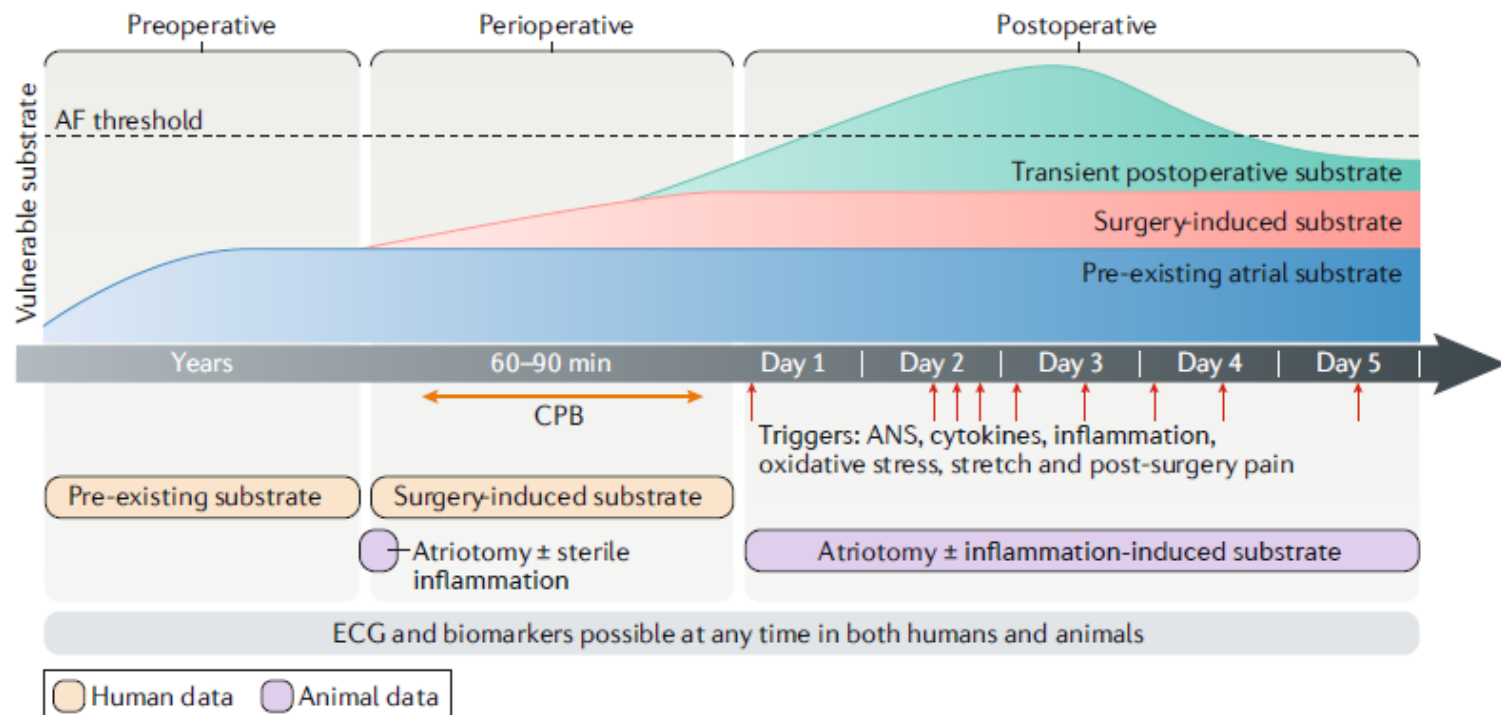 Preoperative
Perioperative
Postoperative
Vulnerable substrate
AF threshold
Transient postoperative substrate
Surgery-induced substrate
Pre-existing atrial substrate
Years
60–90 min
Day 1
Day 2
Day 3
Day 4
Day 5
CPB
Triggers: ANS, cytokines, inflammation,
oxidative stress, stretch and post-surgery pain
Pre-existing substrate
Surgery-induced substrate
Atriotomy ± sterile
inflammation
Atriotomy ± inflammation-induced substrate
ECG and biomarkers possible at any time in both humans and animals
Human data
Animal data